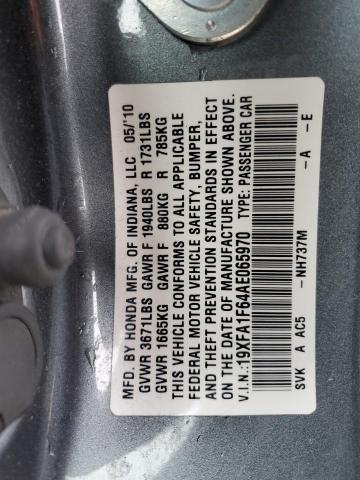 MFD. BY HONDA MFG. OF INDIANA, LLC 05/'10
GVWR 3671LBS GAWR F 1940LBS R 1731LBS
GVWR 1665KG GAWR F 880KG R 785KG
THIS VEHICLE CONFORMS TO ALL APPLICABLE
FEDERAL MOTOR VEHICLE SAFETY, BUMPER,
AND THEFT PREVENTION STANDARDS IN EFFECT
ON THE DATE OF MANUFACTURE SHOWN ABOVE.
V.I.N.:19XFA1F64AE065970 TYPE: PASSENGER CAR
SVK A AC5 -NH737M -A -E